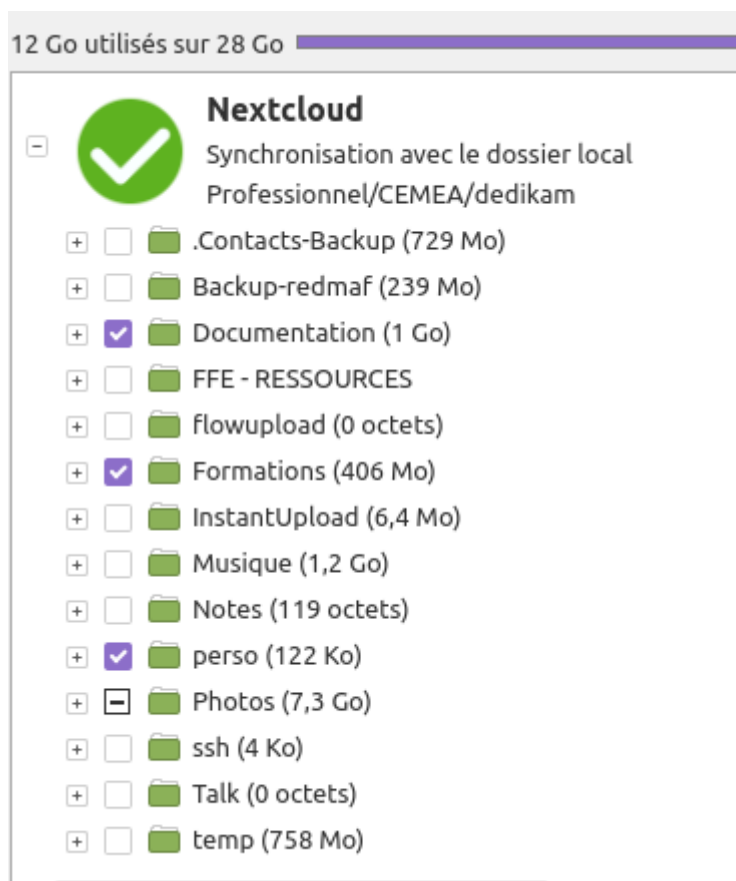 12 Go utilisés sur 28 Go
Nextcloud
Synchronisation avec le dossier local
Professionnel/CEMEA/dedikam
.Contacts-Backup (729 Mo)
Backup-redmaf (239 Mo)
Documentation (1 Go)
FFE - RESSOURCES
flowupload (0 octets)
Formations (406 Mo)
InstantUpload (6,4 Mo)
Musique (1,2 Go)
Notes (119 octets)
perso (122 Ko)
Photos (7,3 Go)
ssh (4 Ko)
Talk (0 octets)
temp (758 Mo)